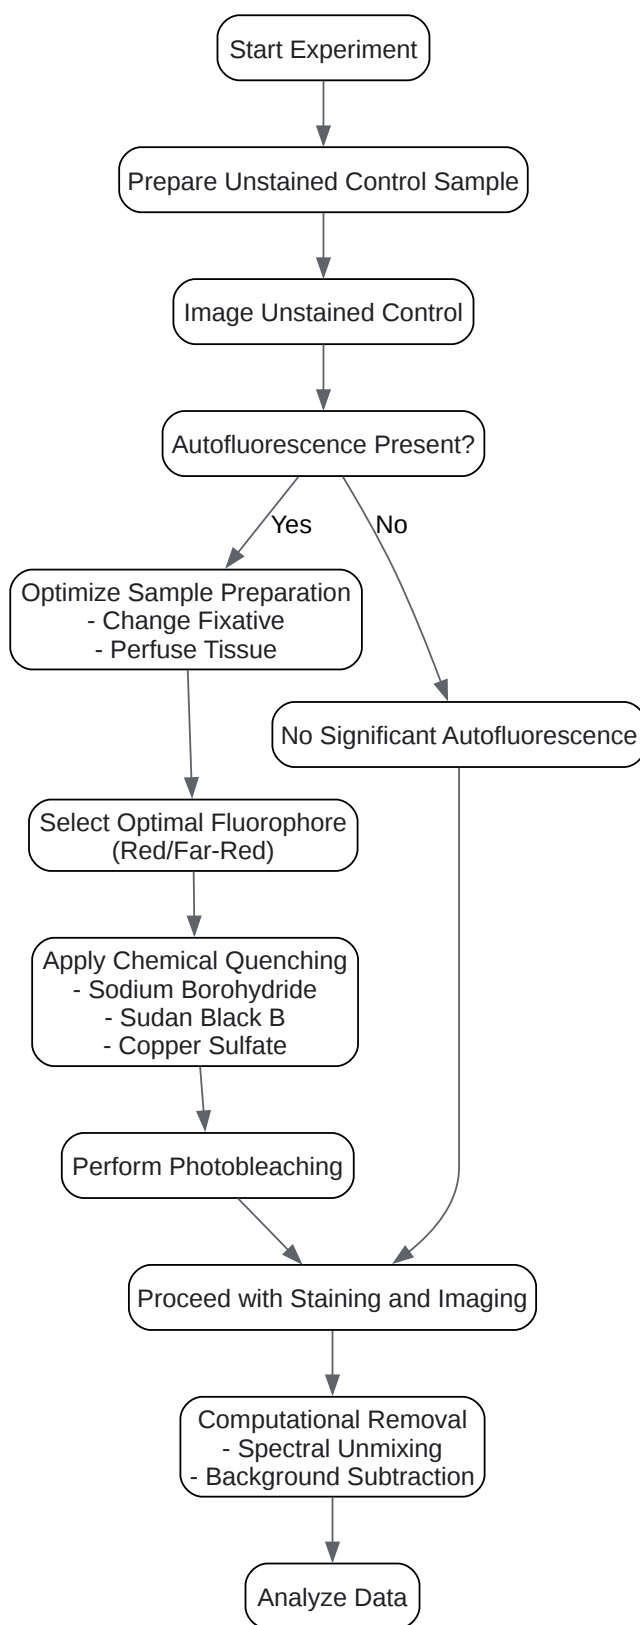 Start Experiment
Prepare Unstained Control Sample
Image Unstained Control
Autofluorescence Present?
Yes
No
Optimize Sample Preparation
- Change Fixative
- Perfuse Tissue
No Significant Autofluorescence
Select Optimal Fluorophore
(Red/Far-Red)
Apply Chemical Quenching
- Sodium Borohydride
- Sudan Black B
- Copper Sulfate
Perform Photobleaching
Proceed with Staining and Imaging
Computational Removal
- Spectral Unmixing
- Background Subtraction
Analyze Data